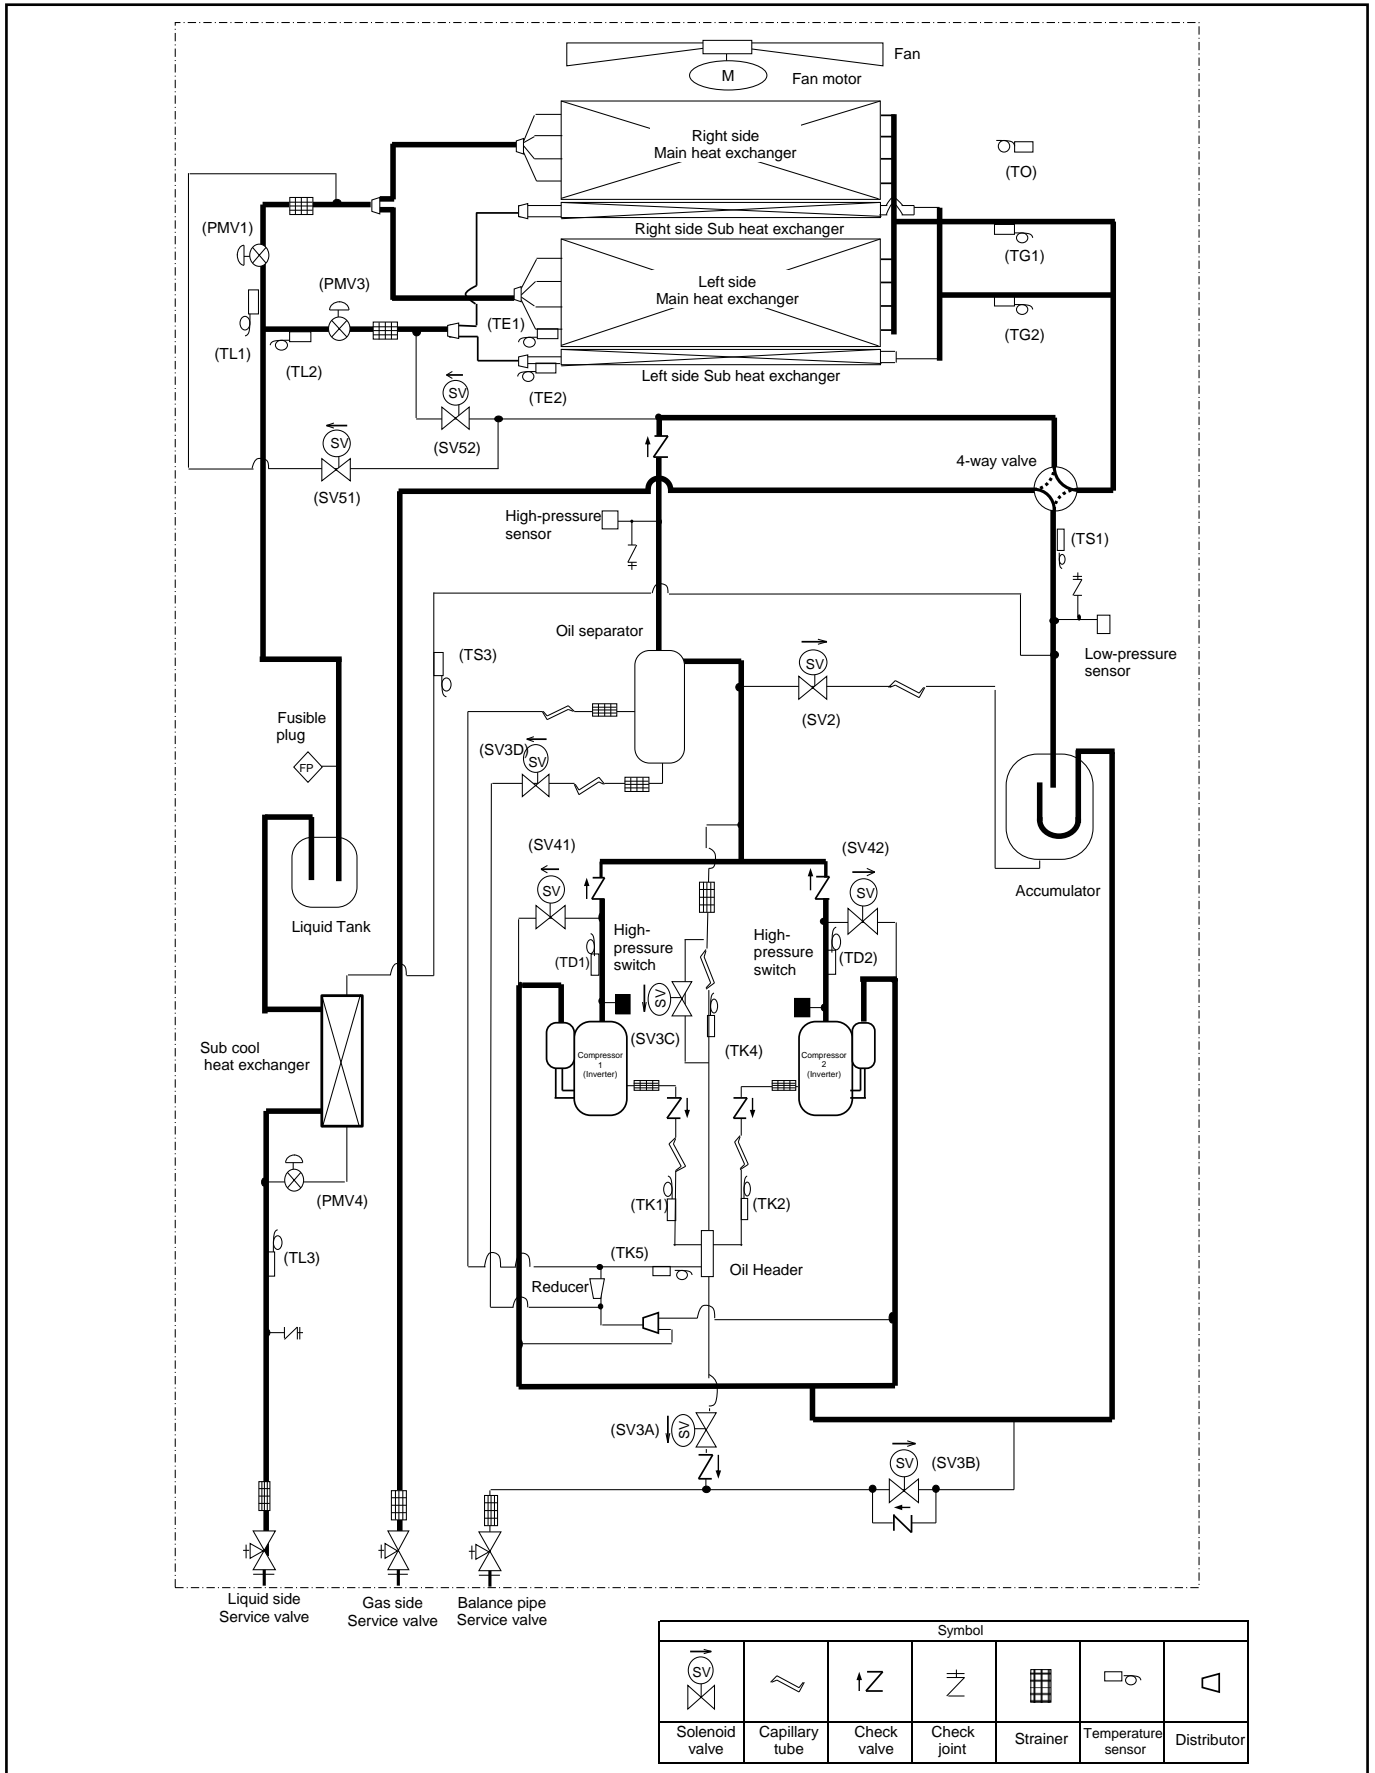 Fan
M
Fan motor
Right side
Main heat exchanger
(TO)
(PMV1)
Right side Sub heat exchanger
(TG1)
(PMV3)
Left side
Main heat exchanger
(TE1)
(TG2)
(TL1)
(TL2)
Left side Sub heat exchanger
(TE2)
SV
(SV52)
SV
(SV51)
4-way valve
High-pressure
sensor
(TS1)
Oil separator
(TS3)
SV
(SV2)
Low-pressure
sensor
Fusible
plug
FP
(SV3D)
SV
(SV41)
(SV42)
SV
SV
Accumulator
Liquid Tank
High-
pressure
switch
High-
pressure
switch
(TD1)
(TD2)
SV
(SV3C)
(TK4)
Sub cool
heat exchanger
Compressor
1
(Inverter)
Compressor
2
(Inverter)
(PMV4)
(TK1)
(TK2)
(TL3)
(TK5)
Oil Header
Reducer
(SV3A)
SV
SV
(SV3B)
Liquid side
Service valve
Gas side
Service valve
Balance pipe
Service valve
Symbol
SV
Solenoid
valve
Capillary
tube
Check
valve
Check
joint
Strainer
Temperature
sensor
Distributor